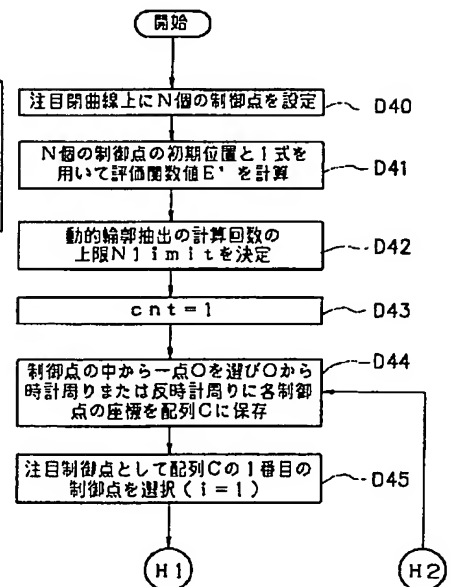 開始
注目閉曲線上にN個の制御点を設定
D40
N個の制御点の初期位置と1式を
用いて評価関数値E'を計算
D41
動的輪郭抽出の計算回数の
上限Nlimitを決定
D42
cnt=1
D43
制御点の中から一点Oを選びOから
時計周りまたは反時計周りに各制御
点の座標を配列Cに保存
D44
注目制御点として配列Cの1番目の
制御点を選択(i=1)
D45
H1
H2